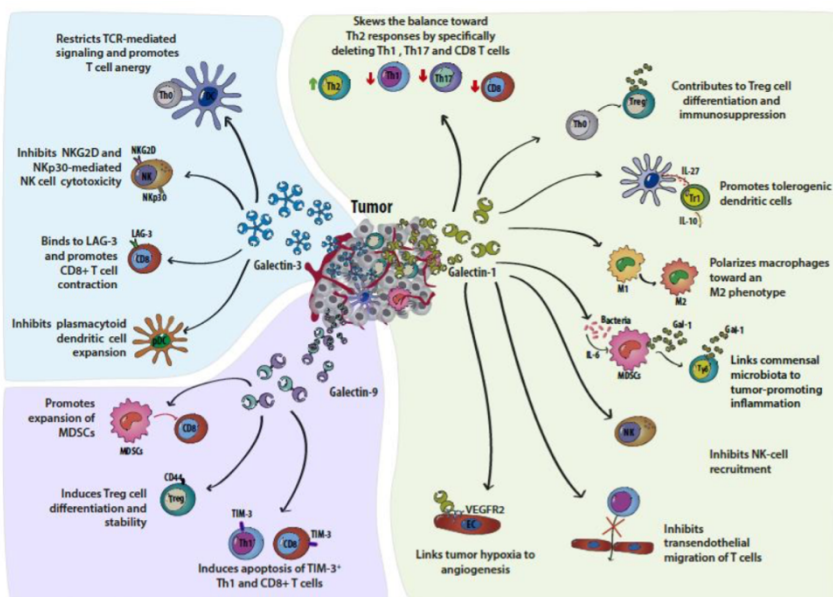 Restricts TCR-mediated
signaling and promotes
T cell anergy
Th0
DC
Inhibits NKG2D and
NKp30-mediated
NK cell cytotoxicity
NKG2D
NK
NKp30
Binds to LAG-3
and promotes
CD8+ T cell
contraction
LAG-3
CD8
Galectin-3
Inhibits plasmacytoid
dendritic cell
expansion
pDC
Tumor
Skews the balance toward
Th2 responses by specifically
deleting Th1, Th17 and CD8 T cells
Th2
Th1
Th17
CD8
Galectin-1
Contributes to Treg cell
differentiation and
immunosuppression
Th0
Treg
IL-27
Tr1
IL-10
Promotes tolerogenic
dendritic cells
M1
M2
Polarizes macrophages
toward an
M2 phenotype
Bacteria
IL-6
MDSCs
Gal-1
Gal-1
Links commensal
microbiota to
tumor-promoting
inflammation
NK
Inhibits NK-cell
recruitment
Inhibits
transendothelial
migration of T cells
VEGFR2
EC
Links tumor hypoxia to
angiogenesis
Galectin-9
Promotes
expansion of
MDSCs
MDSCs
CD8
Induces Treg cell
differentiation and
stability
CD44
Treg
TIM-3
Th1
CD8
TIM-3
Induces apoptosis of TIM-3⁺
Th1 and CD8+ T cells